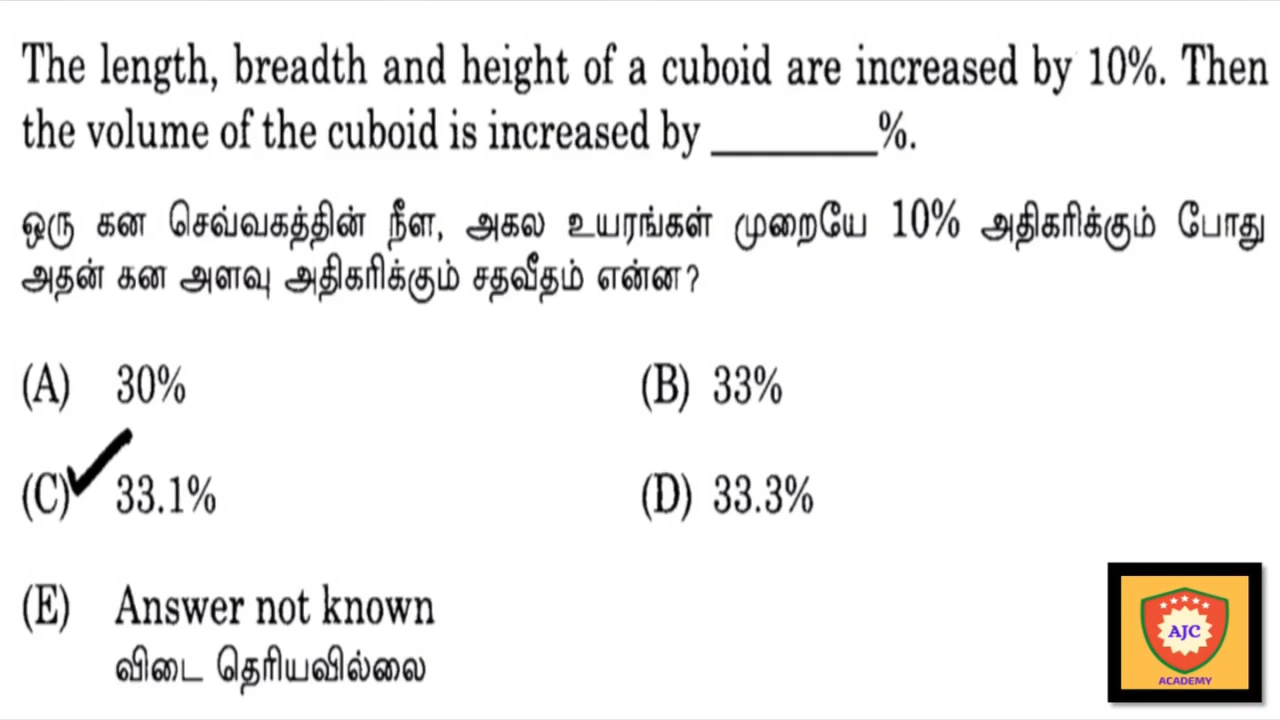 The length, breadth and height of a cuboid are increased by 10%. Then
the volume of the cuboid is increased by ________%.
ஒரு கன செவ்வகத்தின் நீள, அகல உயரங்கள் முறையே 10% அதிகரிக்கும் போது
அதன் கன அளவு அதிகரிக்கும் சதவீதம் என்ன?
(A) 30% (B) 33%
(C) 33.1% (D) 33.3%
(E) Answer not known
விடை தெரியவில்லை
AJC
ACADEMY